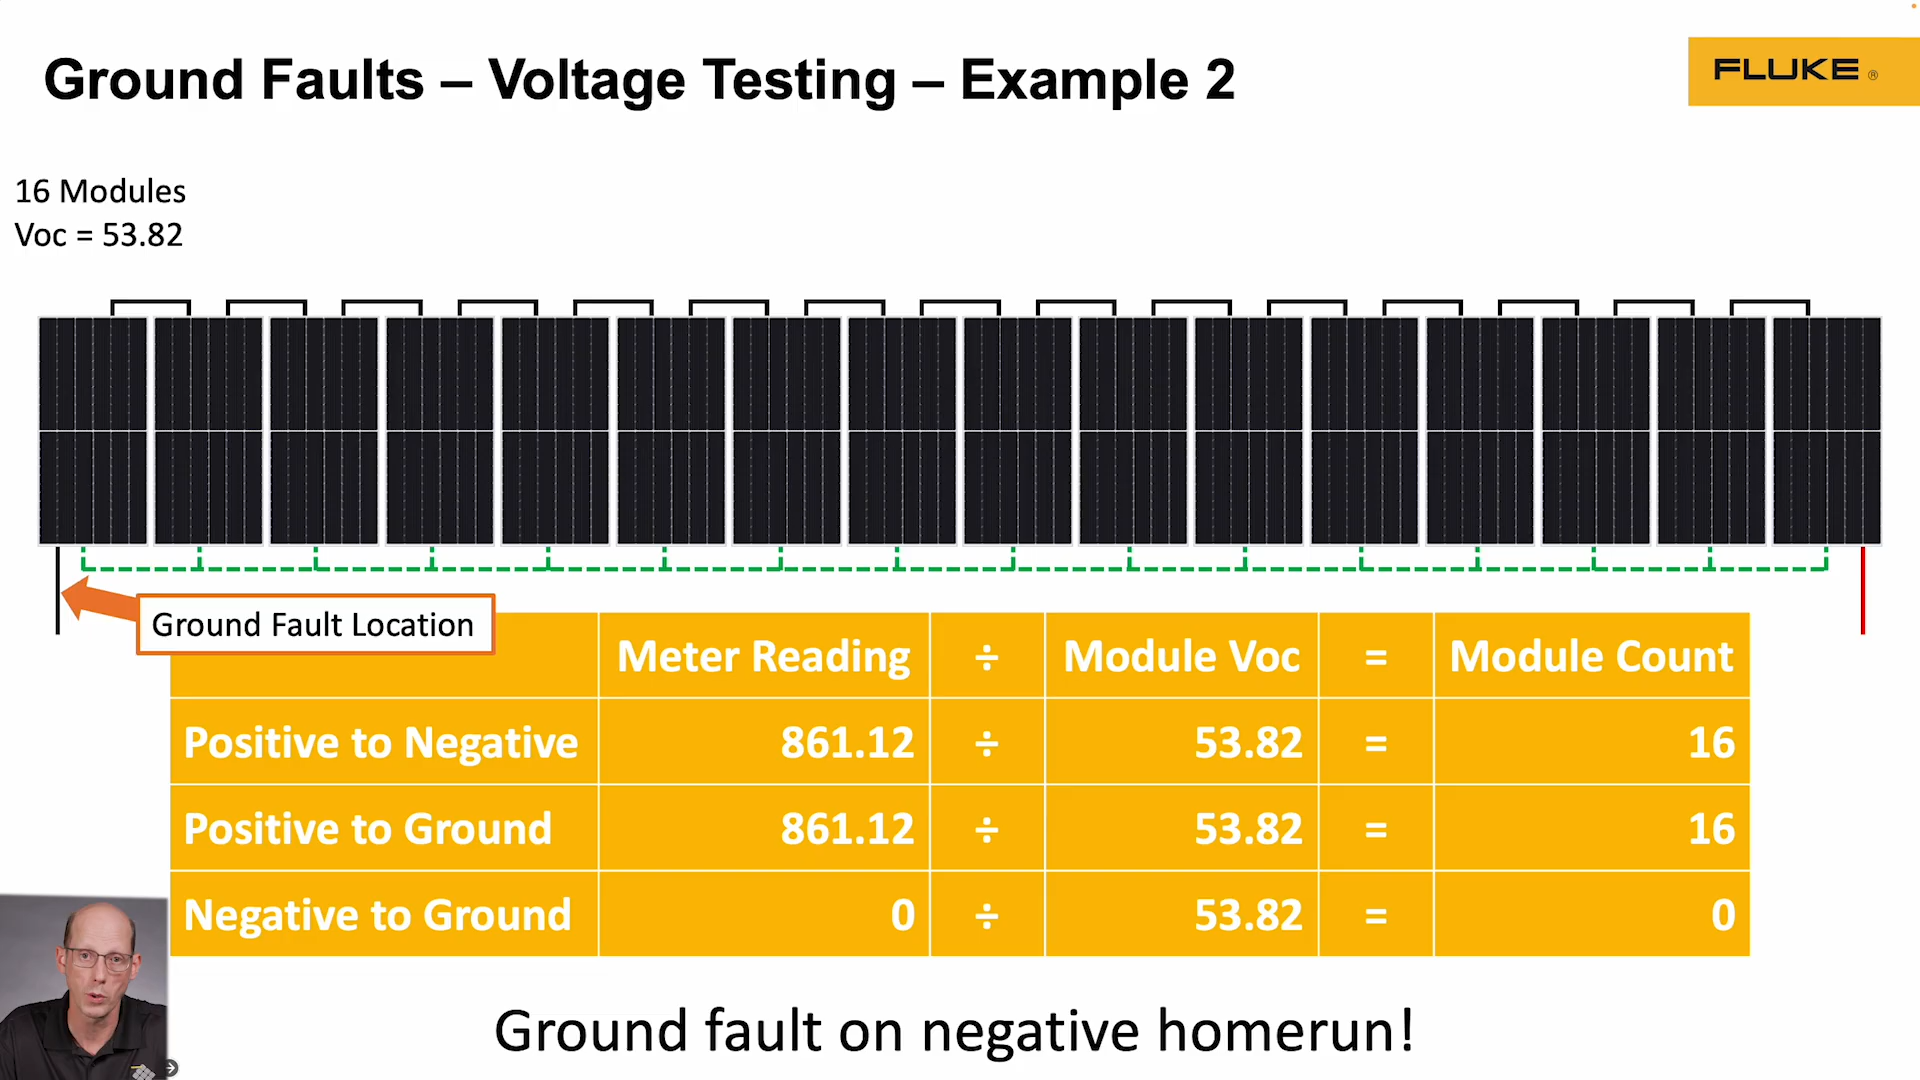 Ground Faults – Voltage Testing – Example 2
FLUKE ®
16 Modules
Voc = 53.82
Ground Fault Location
Meter Reading ÷ Module Voc = Module Count
Positive to Negative 861.12 ÷ 53.82 = 16
Positive to Ground 861.12 ÷ 53.82 = 16
Negative to Ground 0 ÷ 53.82 = 0
Ground fault on negative homerun!